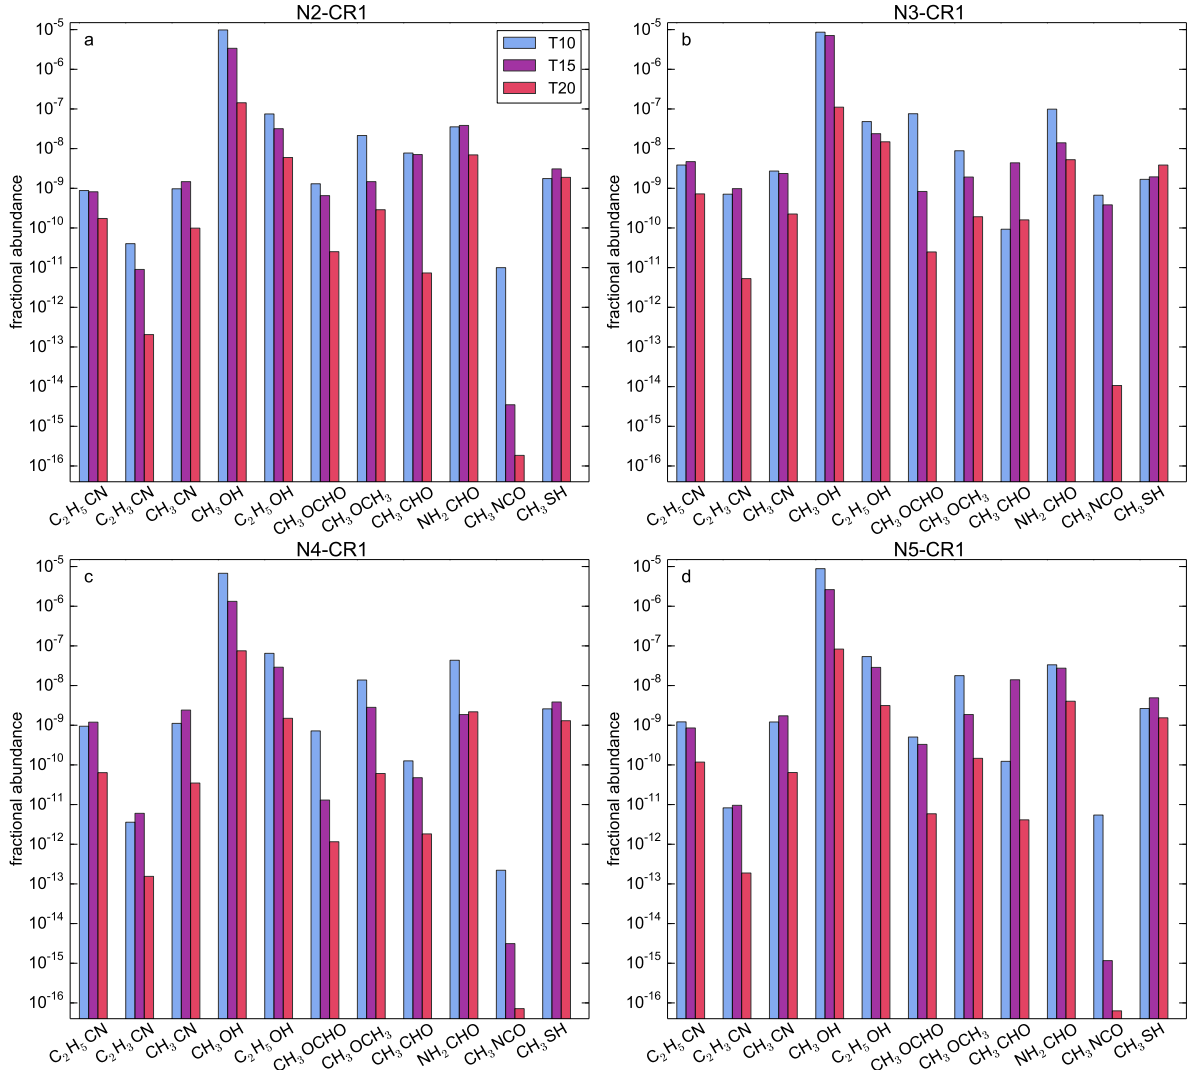 N2-CR1
a
T10
T15
T20
fractional abundance
10⁻⁵
10⁻⁶
10⁻⁷
10⁻⁸
10⁻⁹
10⁻¹⁰
10⁻¹¹
10⁻¹²
10⁻¹³
10⁻¹⁴
10⁻¹⁵
10⁻¹⁶
C₂H₅CN
C₂H₃CN
CH₃CN
CH₃OH
C₂H₅OH
CH₃OCHO
CH₃OCH₃
CH₃CHO
NH₂CHO
CH₃NCO
CH₃SH
N3-CR1
b
fractional abundance
10⁻⁵
10⁻⁶
10⁻⁷
10⁻⁸
10⁻⁹
10⁻¹⁰
10⁻¹¹
10⁻¹²
10⁻¹³
10⁻¹⁴
10⁻¹⁵
10⁻¹⁶
C₂H₅CN
C₂H₃CN
CH₃CN
CH₃OH
C₂H₅OH
CH₃OCHO
CH₃OCH₃
CH₃CHO
NH₂CHO
CH₃NCO
CH₃SH
N4-CR1
c
fractional abundance
10⁻⁵
10⁻⁶
10⁻⁷
10⁻⁸
10⁻⁹
10⁻¹⁰
10⁻¹¹
10⁻¹²
10⁻¹³
10⁻¹⁴
10⁻¹⁵
10⁻¹⁶
C₂H₅CN
C₂H₃CN
CH₃CN
CH₃OH
C₂H₅OH
CH₃OCHO
CH₃OCH₃
CH₃CHO
NH₂CHO
CH₃NCO
CH₃SH
N5-CR1
d
fractional abundance
10⁻⁵
10⁻⁶
10⁻⁷
10⁻⁸
10⁻⁹
10⁻¹⁰
10⁻¹¹
10⁻¹²
10⁻¹³
10⁻¹⁴
10⁻¹⁵
10⁻¹⁶
C₂H₅CN
C₂H₃CN
CH₃CN
CH₃OH
C₂H₅OH
CH₃OCHO
CH₃OCH₃
CH₃CHO
NH₂CHO
CH₃NCO
CH₃SH